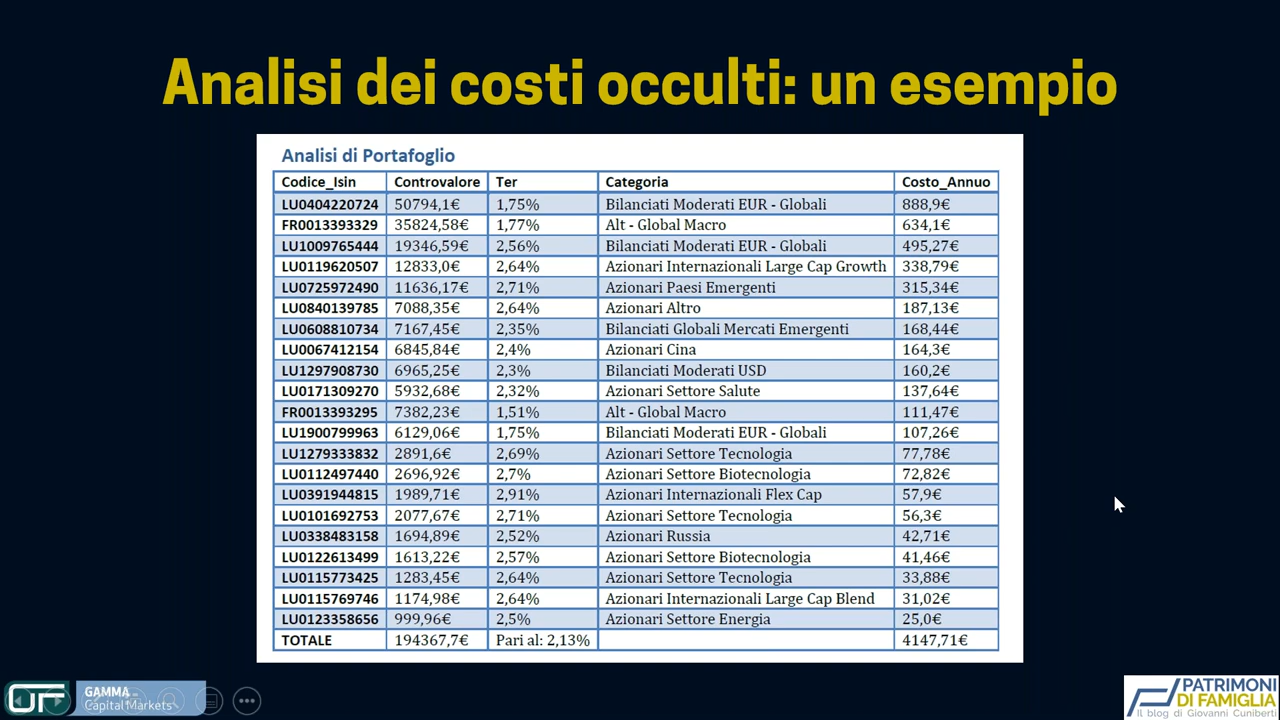 Analisi dei costi occulti: un esempio
Analisi di Portafoglio
Codice_Isin Controvalore Ter Categoria Costo_Annuo
LU0404220724 50794,1€ 1,75% Bilanciati Moderati EUR - Globali 888,9€
FR0013393329 35824,58€ 1,77% Alt - Global Macro 634,1€
LU1009765444 19346,59€ 2,56% Bilanciati Moderati EUR - Globali 495,27€
LU0119620507 12833,0€ 2,64% Azionari Internazionali Large Cap Growth 338,79€
LU0725972490 11636,17€ 2,71% Azionari Paesi Emergenti 315,34€
LU0840139785 7088,35€ 2,64% Azionari Altro 187,13€
LU0608810734 7167,45€ 2,35% Bilanciati Globali Mercati Emergenti 168,44€
LU0067412154 6845,84€ 2,4% Azionari Cina 164,3€
LU1297908730 6965,25€ 2,3% Bilanciati Moderati USD 160,2€
LU0171309270 5932,68€ 2,32% Azionari Settore Salute 137,64€
FR0013393295 7382,23€ 1,51% Alt - Global Macro 111,47€
LU1900799963 6129,06€ 1,75% Bilanciati Moderati EUR - Globali 107,26€
LU1279333832 2891,6€ 2,69% Azionari Settore Tecnologia 77,78€
LU0112497440 2696,92€ 2,7% Azionari Settore Biotecnologia 72,82€
LU0391944815 1989,71€ 2,91% Azionari Internazionali Flex Cap 57,9€
LU0101692753 2077,67€ 2,71% Azionari Settore Tecnologia 56,3€
LU0338483158 1694,89€ 2,52% Azionari Russia 42,71€
LU0122613499 1613,22€ 2,57% Azionari Settore Biotecnologia 41,46€
LU0115773425 1283,45€ 2,64% Azionari Settore Tecnologia 33,88€
LU0115769746 1174,98€ 2,64% Azionari Internazionali Large Cap Blend 31,02€
LU0123358656 999,96€ 2,5% Azionari Settore Energia 25,0€
TOTALE 194367,7€ Pari al: 2,13% 4147,71€
GAMMA
Capital Markets
PATRIMONI
DI FAMIGLIA
Il blog di Giovanni Cuniberti